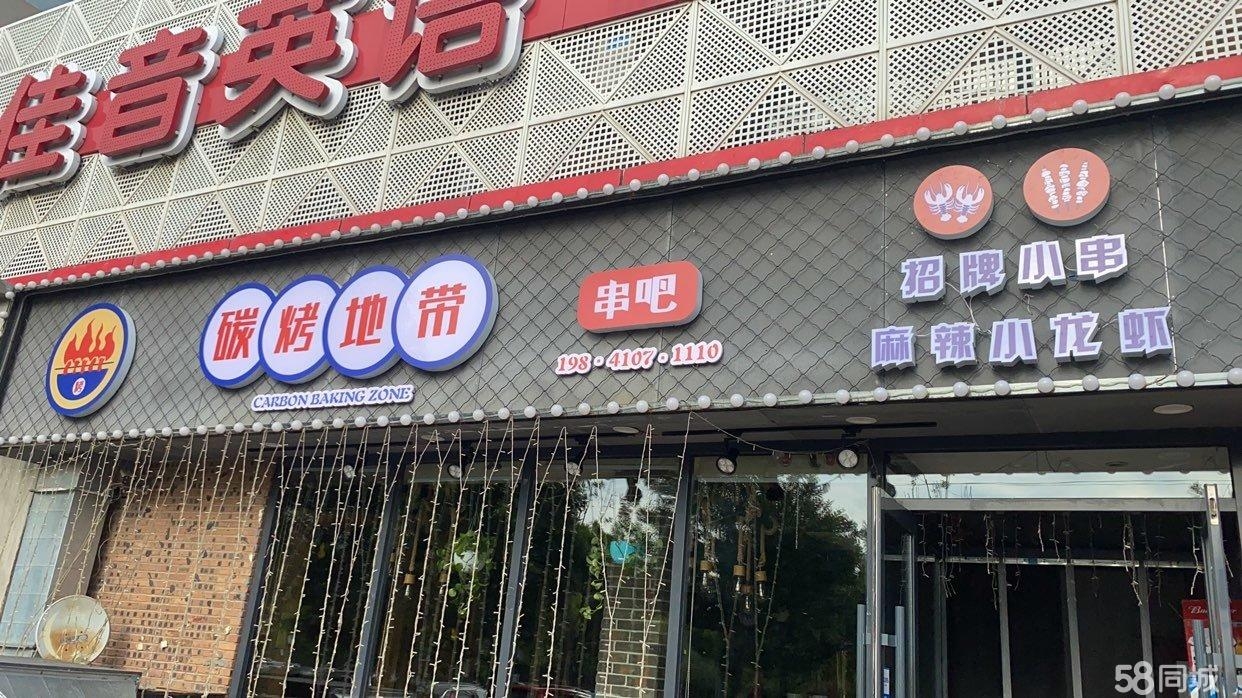 佳音英语
碳烤地带
CARBON BAKING ZONE
串吧
198·4107·1110
招牌小串
麻辣小龙虾
烤
58同城